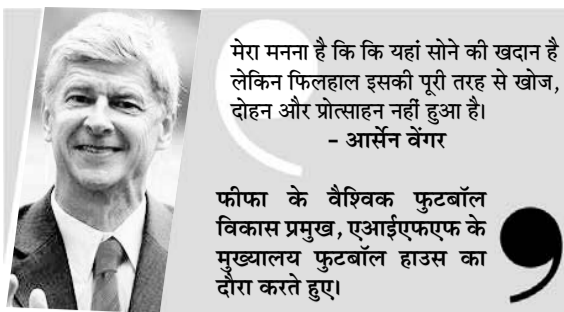 मेरा मनना है कि कि यहां सोने की खदान है
लेकिन फिलहाल इसकी पूरी तरह से खोज,
दोहन और प्रोत्साहन नहीं हुआ है।
- आर्सेन वेंगर
फीफा के वैश्विक फुटबॉल
विकास प्रमुख, एआईएफएफ के
मुख्यालय फुटबॉल हाउस का
दौरा करते हुए।